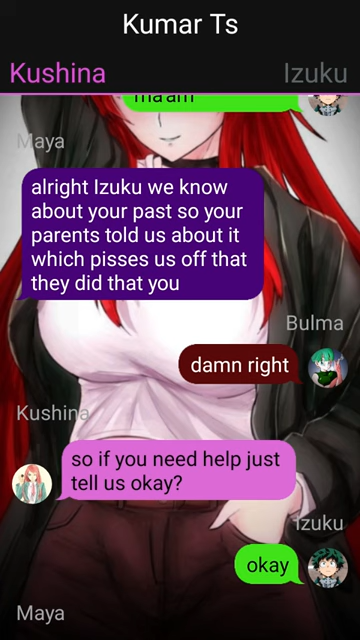 Kumar Ts
Kushina
Izuku
ma'am
Maya
alright Izuku we know
about your past so your
parents told us about it
which pisses us off that
they did that you
Bulma
damn right
Kushina
so if you need help just
tell us okay?
Izuku
okay
Maya